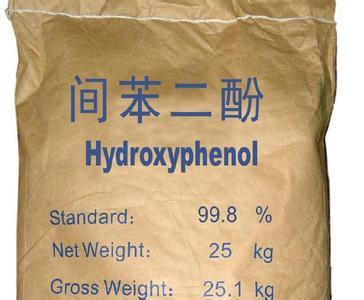 间苯二酚
Hydroxyphenol
Standard: 99.8 %
Net Weight: 25 kg
Gross Weight: 25.1 kg